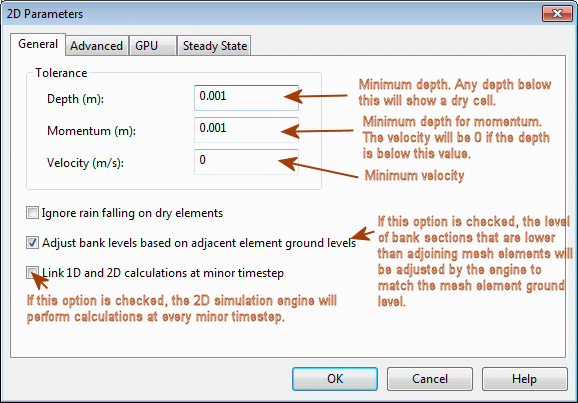 2D Parameters
General
Advanced
GPU
Steady State
Tolerance
Depth (m):
0.001
Minimum depth. Any depth below
this will show a dry cell.
Momentum (m):
0.001
Minimum depth for momentum.
The velocity will be 0 if the depth
is below this value.
Velocity (m/s):
0
Minimum velocity
Ignore rain falling on dry elements
Adjust bank levels based on adjacent element ground levels
Link 1D and 2D calculations at minor timestep
If this option is checked, the level
of bank sections that are lower
than adjoining mesh elements will
be adjusted by the engine to
match the mesh element ground
level.
If this option is checked, the 2D simulation engine will
perform calculations at every minor timestep.
OK
Cancel
Help